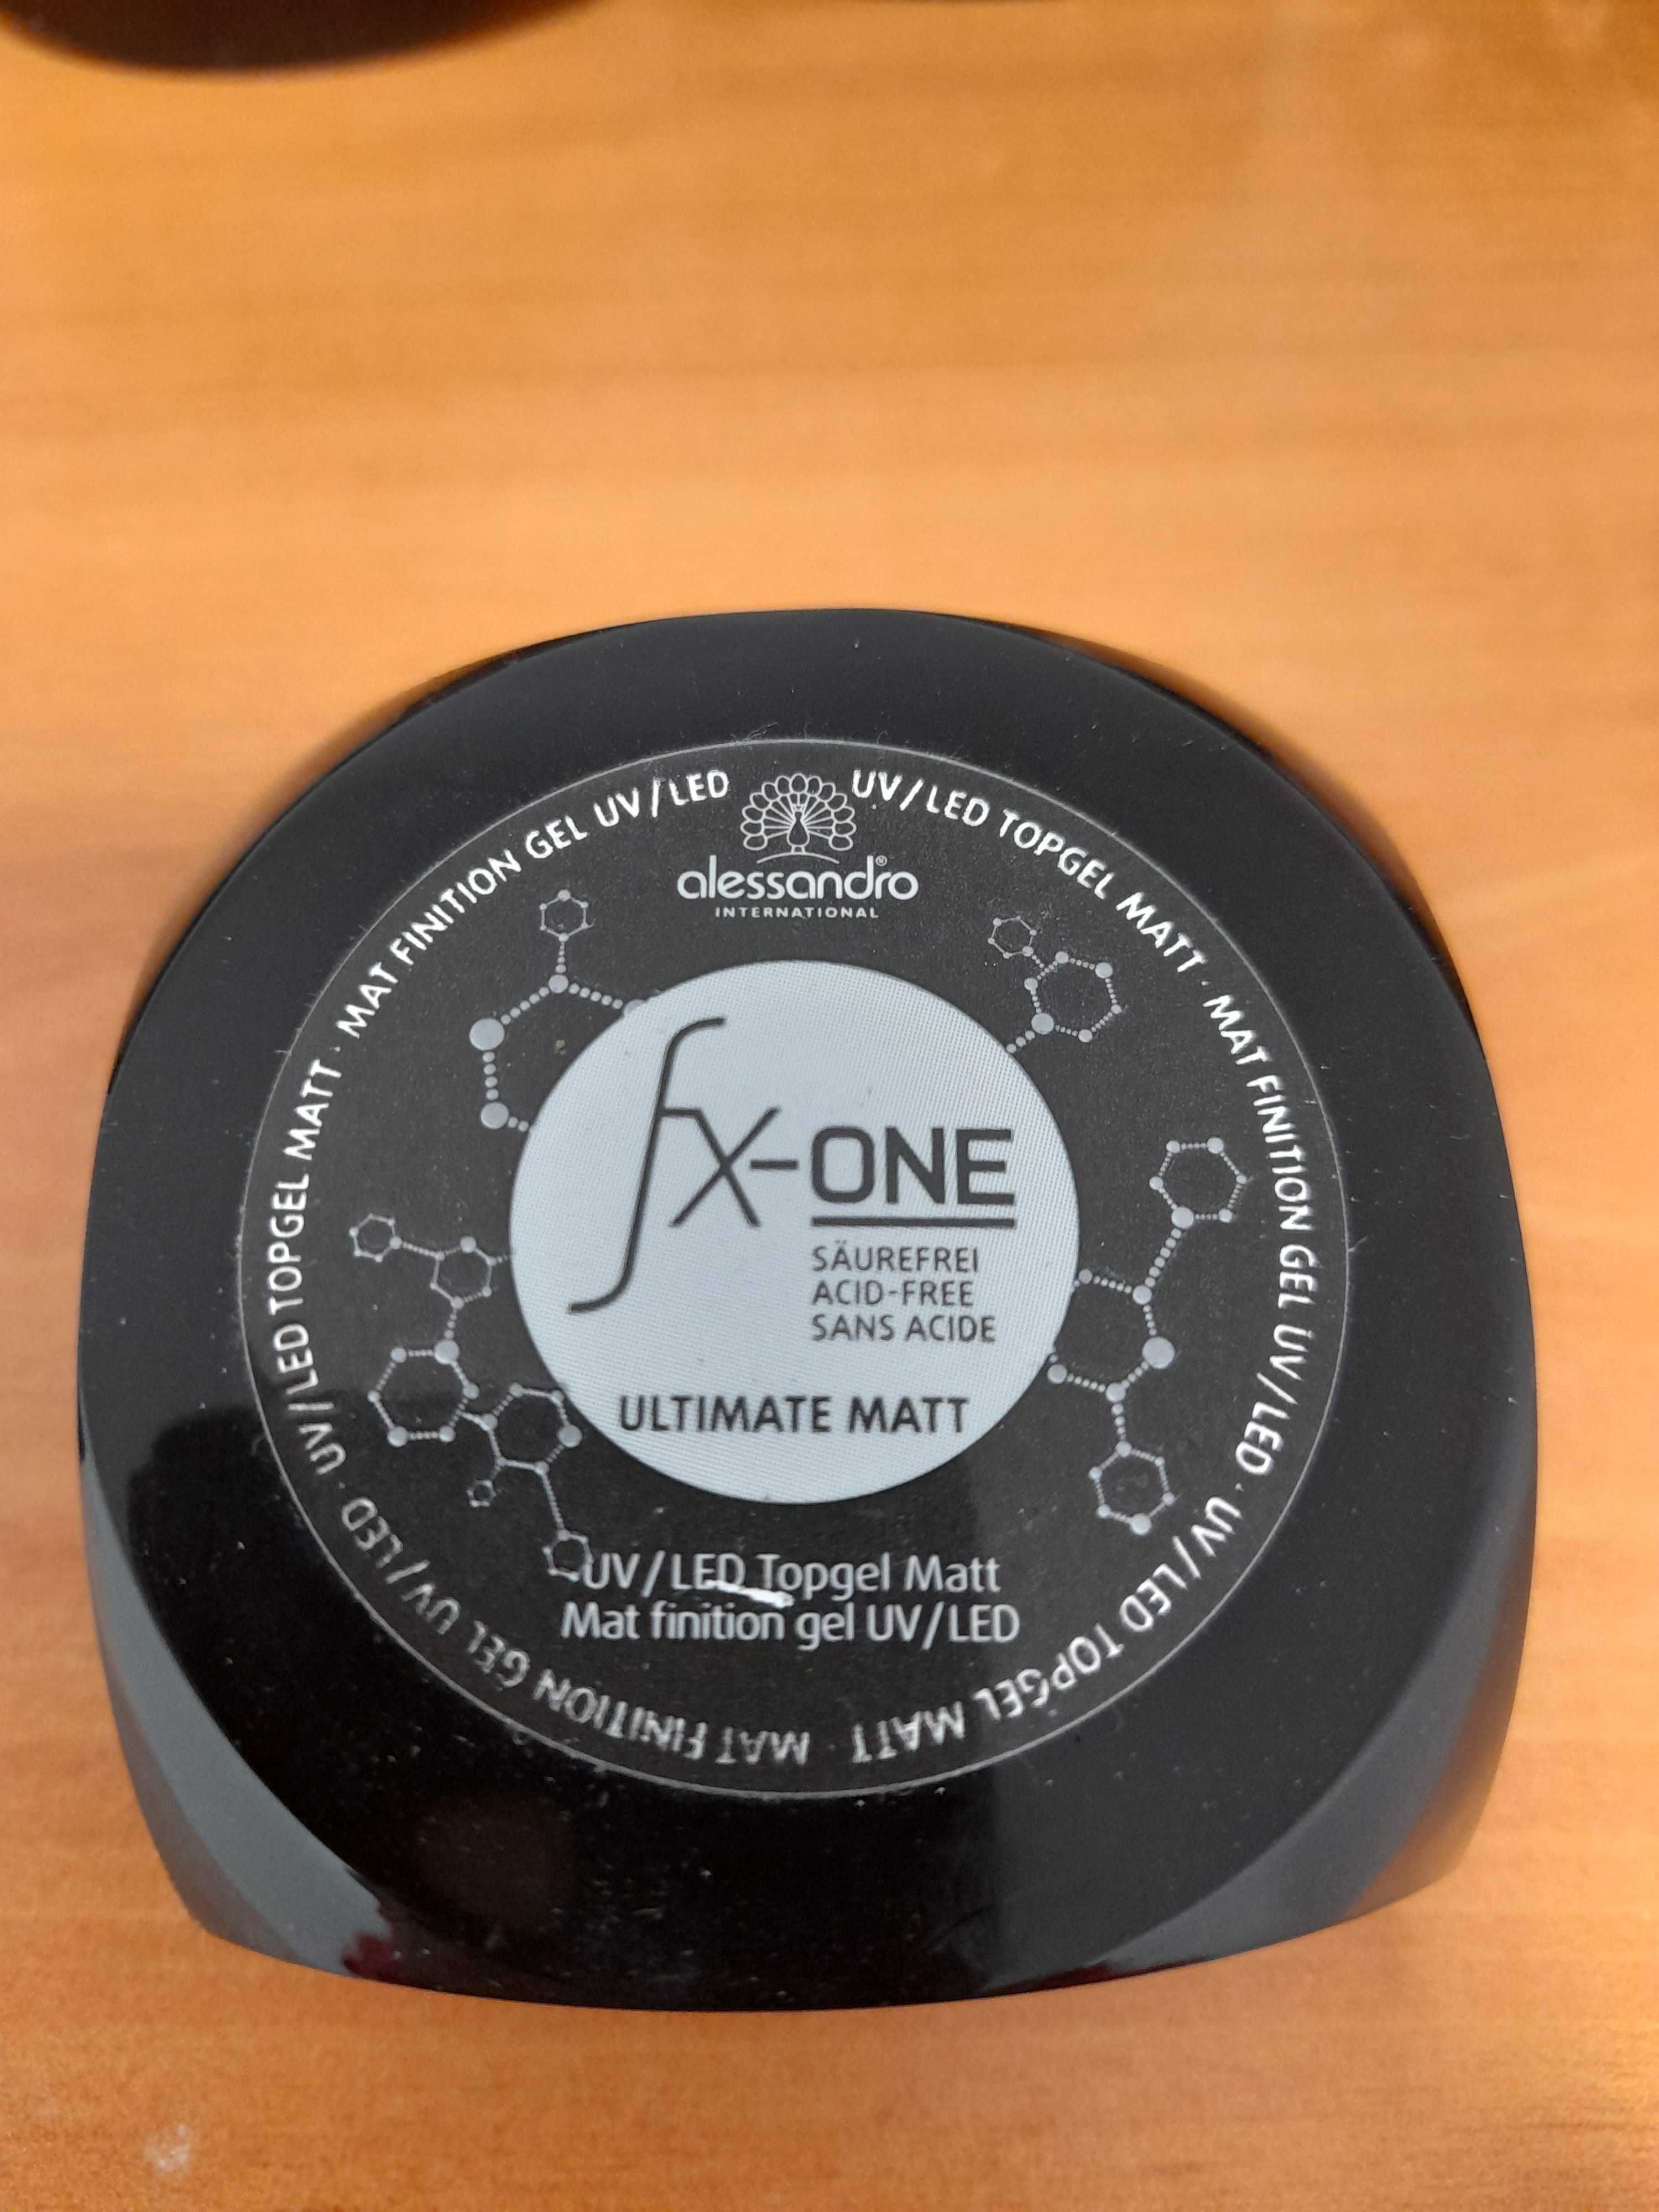 alessandro®
INTERNATIONAL
UV/LED TOPGEL MATT · MAT FINITION GEL UV/LED · UV/LED TOPGEL MATT · MAT FINITION GEL UV/LED · UV/LED TOPGEL MATT · MAT FINITION GEL UV/LED
fx-ONE
SÄUREFREI
ACID-FREE
SANS ACIDE
ULTIMATE MATT
UV/LED Topgel Matt
Mat finition gel UV/LED